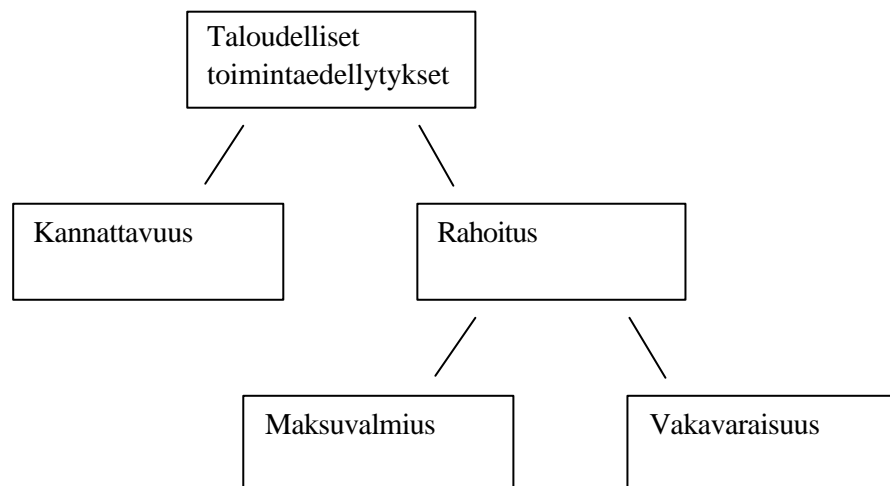 Taloudelliset
toimintaedellytykset
Kannattavuus
Rahoitus
Maksuvalmius
Vakavaraisuus